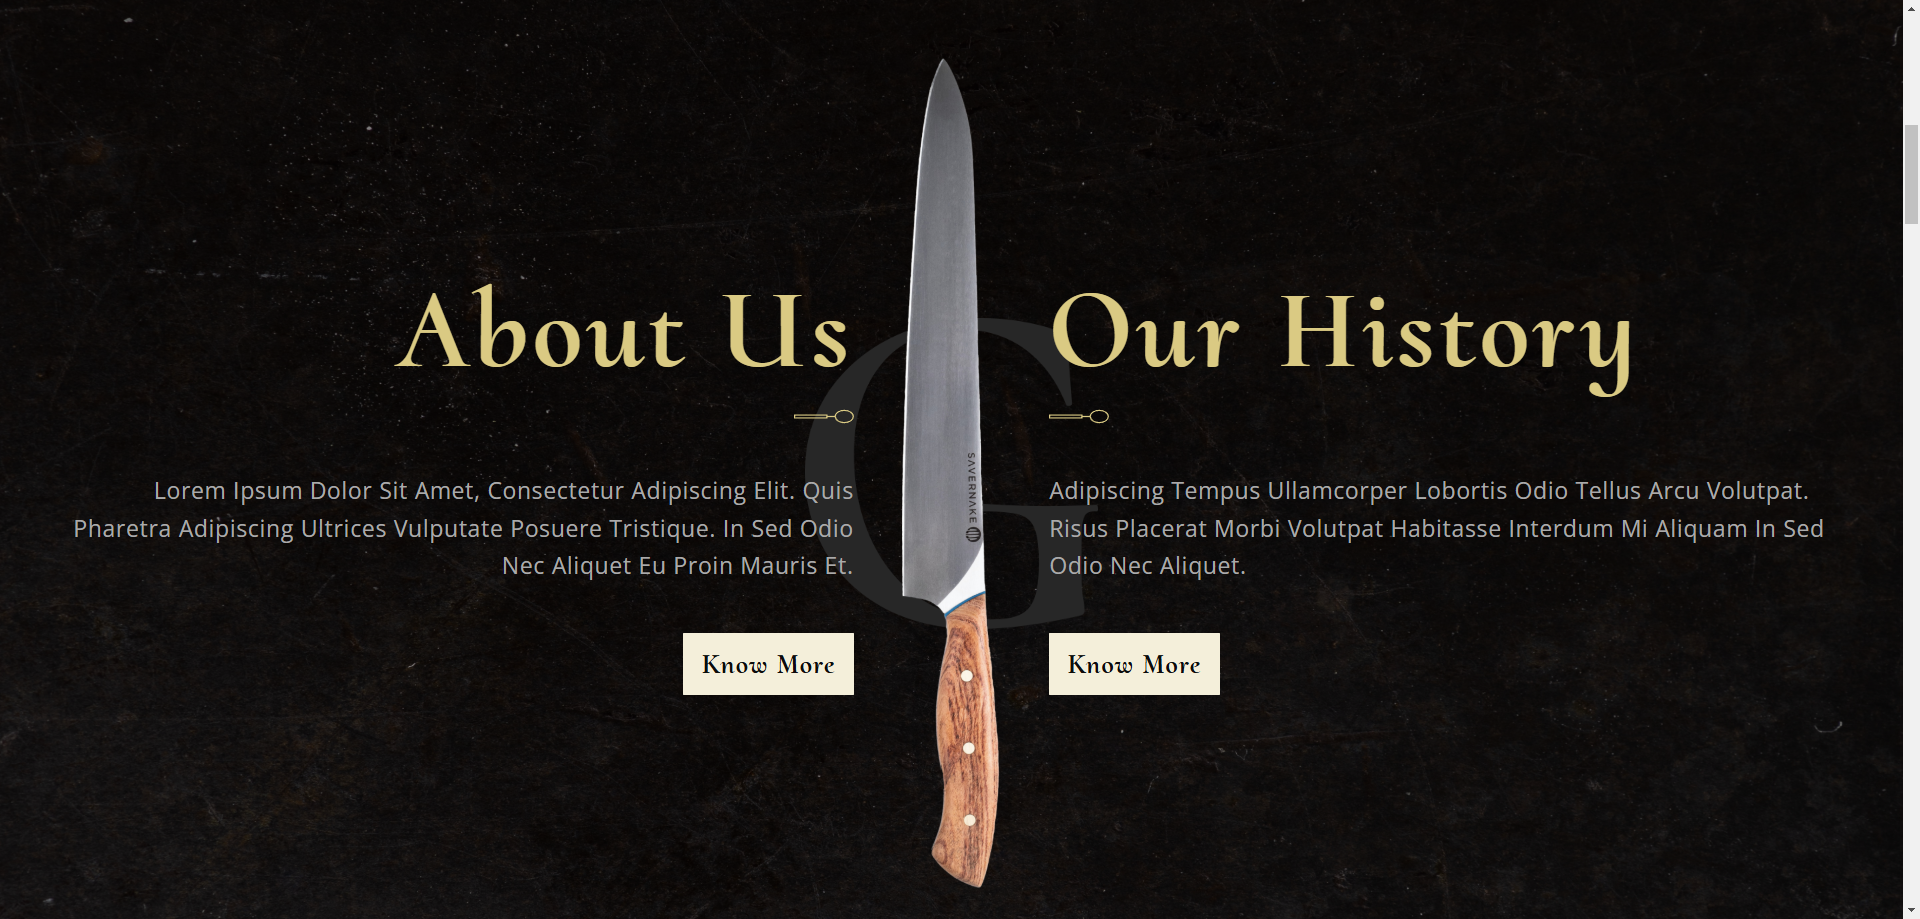 About Us
Lorem Ipsum Dolor Sit Amet, Consectetur Adipiscing Elit. Quis
Pharetra Adipiscing Ultrices Vulputate Posuere Tristique. In Sed Odio
Nec Aliquet Eu Proin Mauris Et.
Know More
G
SAVERNAKE
Our History
Adipiscing Tempus Ullamcorper Lobortis Odio Tellus Arcu Volutpat.
Risus Placerat Morbi Volutpat Habitasse Interdum Mi Aliquam In Sed
Odio Nec Aliquet.
Know More